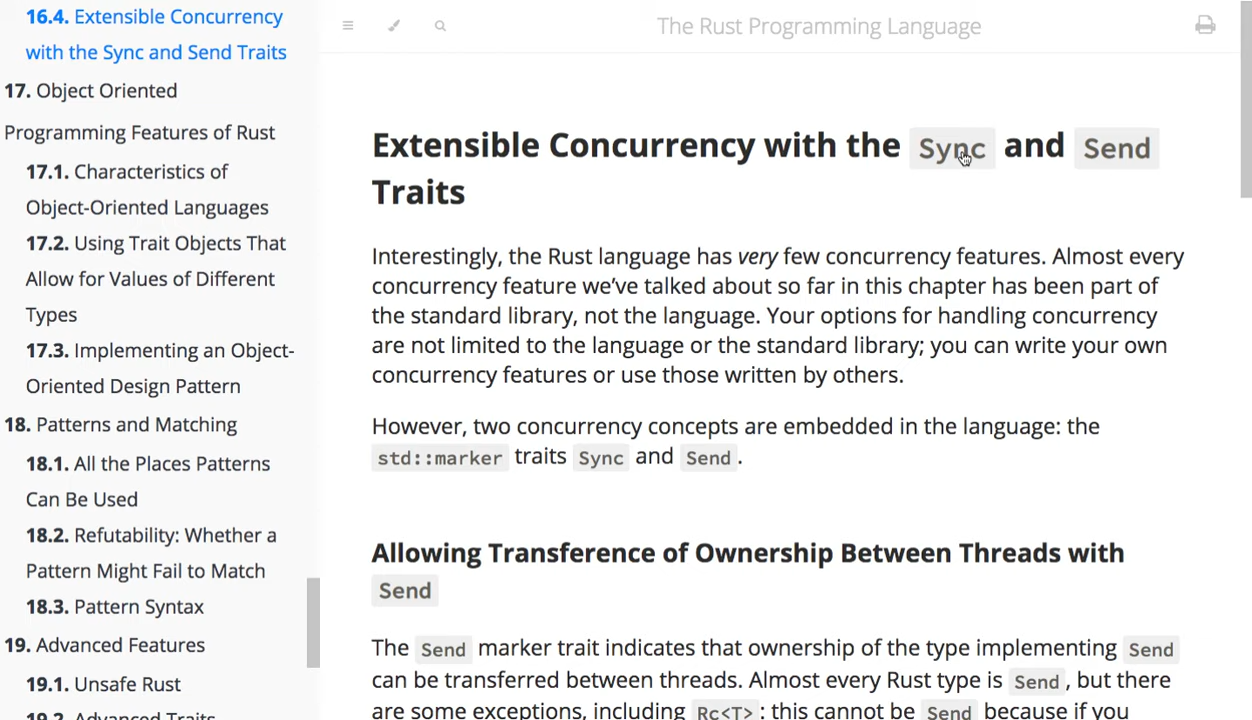 16.4. Extensible Concurrency
with the Sync and Send Traits
17. Object Oriented
Programming Features of Rust
17.1. Characteristics of
Object-Oriented Languages
17.2. Using Trait Objects That
Allow for Values of Different
Types
17.3. Implementing an Object-
Oriented Design Pattern
18. Patterns and Matching
18.1. All the Places Patterns
Can Be Used
18.2. Refutability: Whether a
Pattern Might Fail to Match
18.3. Pattern Syntax
19. Advanced Features
19.1. Unsafe Rust
19.2. Advanced Traits
The Rust Programming Language
Extensible Concurrency with the Sync and Send
Traits
Interestingly, the Rust language has very few concurrency features. Almost every
concurrency feature we’ve talked about so far in this chapter has been part of
the standard library, not the language. Your options for handling concurrency
are not limited to the language or the standard library; you can write your own
concurrency features or use those written by others.
However, two concurrency concepts are embedded in the language: the
std::marker traits Sync and Send.
Allowing Transference of Ownership Between Threads with
Send
The Send marker trait indicates that ownership of the type implementing Send
can be transferred between threads. Almost every Rust type is Send, but there
are some exceptions, including Rc<T>: this cannot be Send because if you